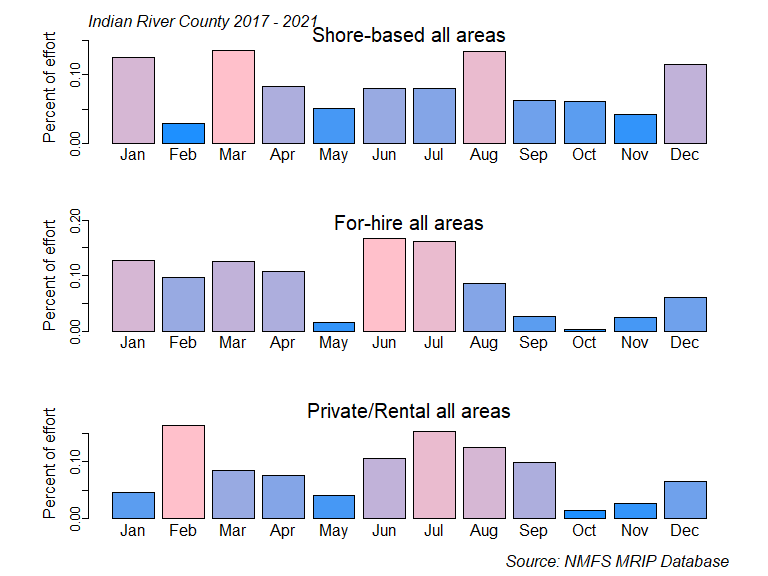 Indian River County 2017 - 2021
Shore-based all areas
Percent of effort
0.00 0.10
Jan Feb Mar Apr May Jun Jul Aug Sep Oct Nov Dec
For-hire all areas
Percent of effort
0.00 0.10 0.20
Jan Feb Mar Apr May Jun Jul Aug Sep Oct Nov Dec
Private/Rental all areas
Percent of effort
0.00 0.10
Jan Feb Mar Apr May Jun Jul Aug Sep Oct Nov Dec
Source: NMFS MRIP Database